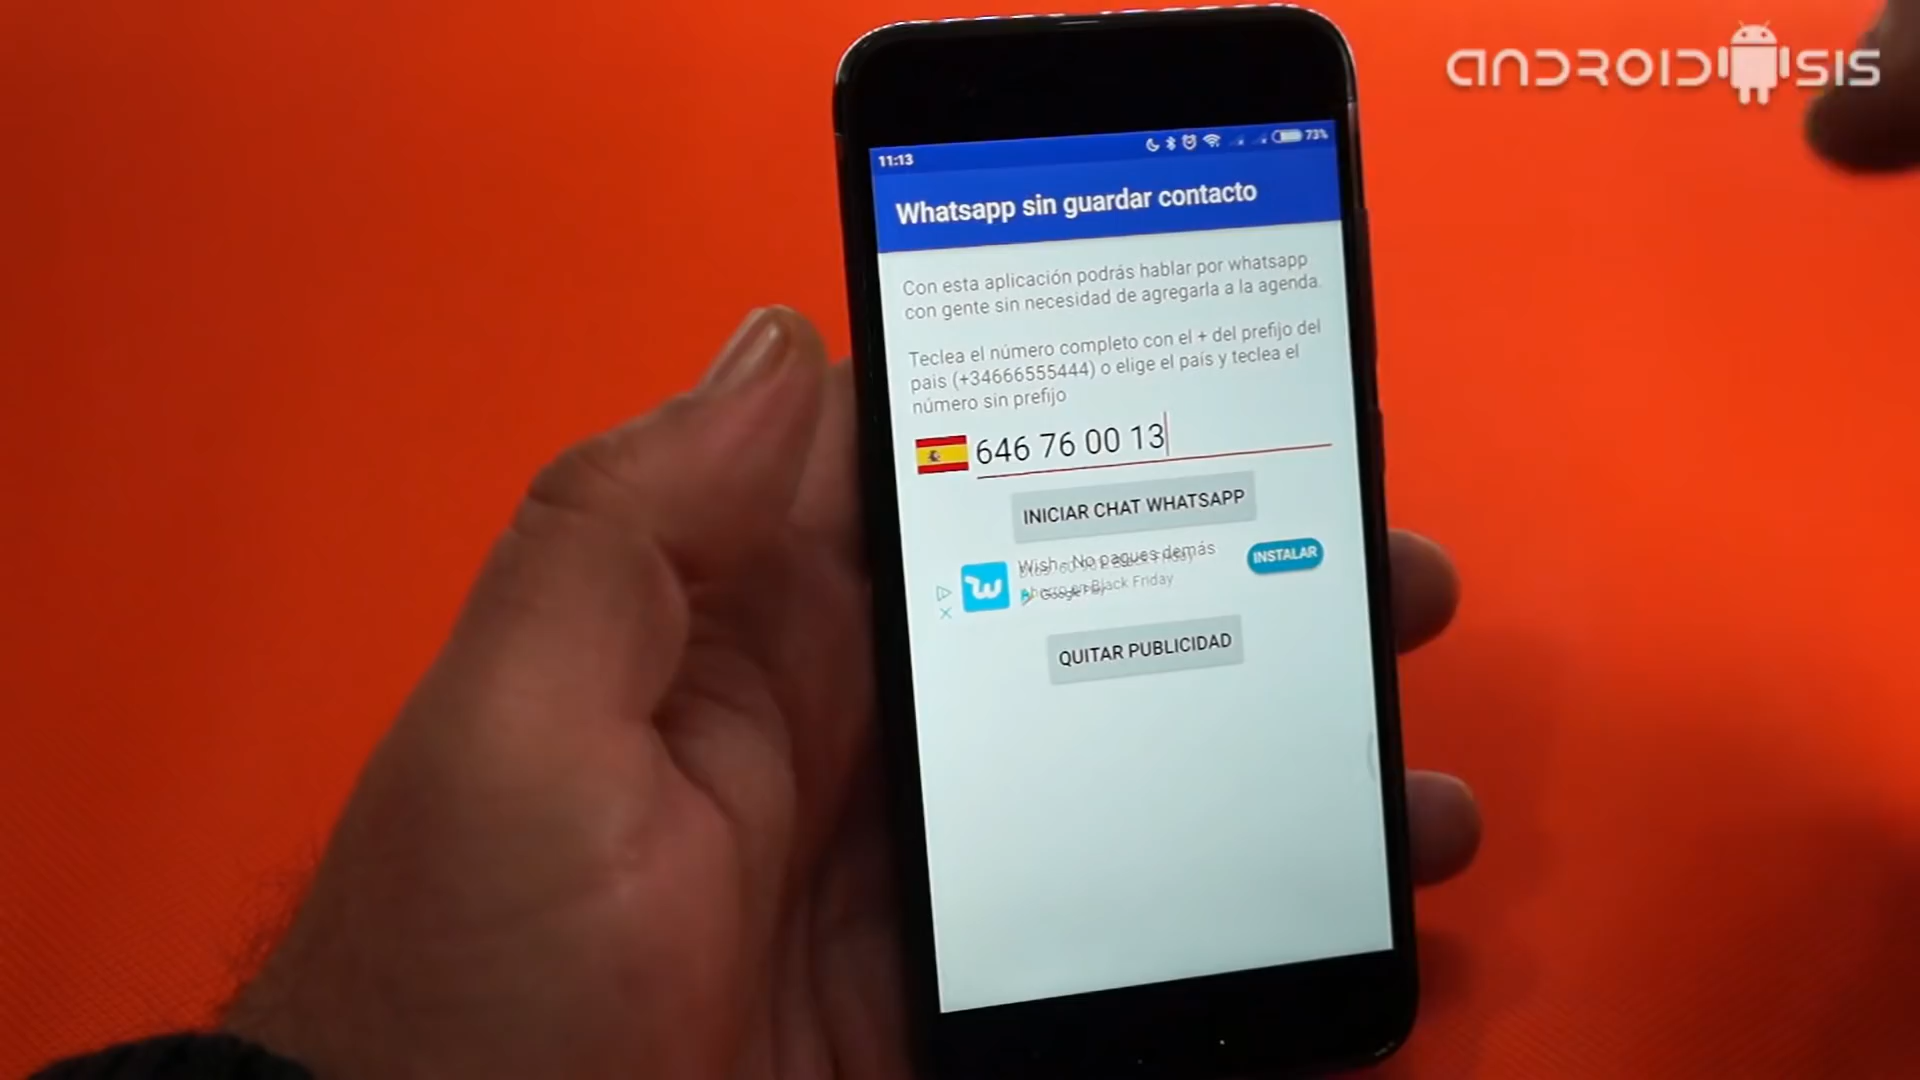 ANDROIDSIS
11:13
73%
Whatsapp sin guardar contacto
Con esta aplicación podrás hablar por whatsapp
con gente sin necesidad de agregarla a la agenda.
Teclea el número completo con el + del prefijo del
pais (+34666555444) o elige el país y teclea el
número sin prefijo
646 76 00 13
INICIAR CHAT WHATSAPP
Wish - No pagues demás
Black Friday
Google Play
INSTALAR
QUITAR PUBLICIDAD